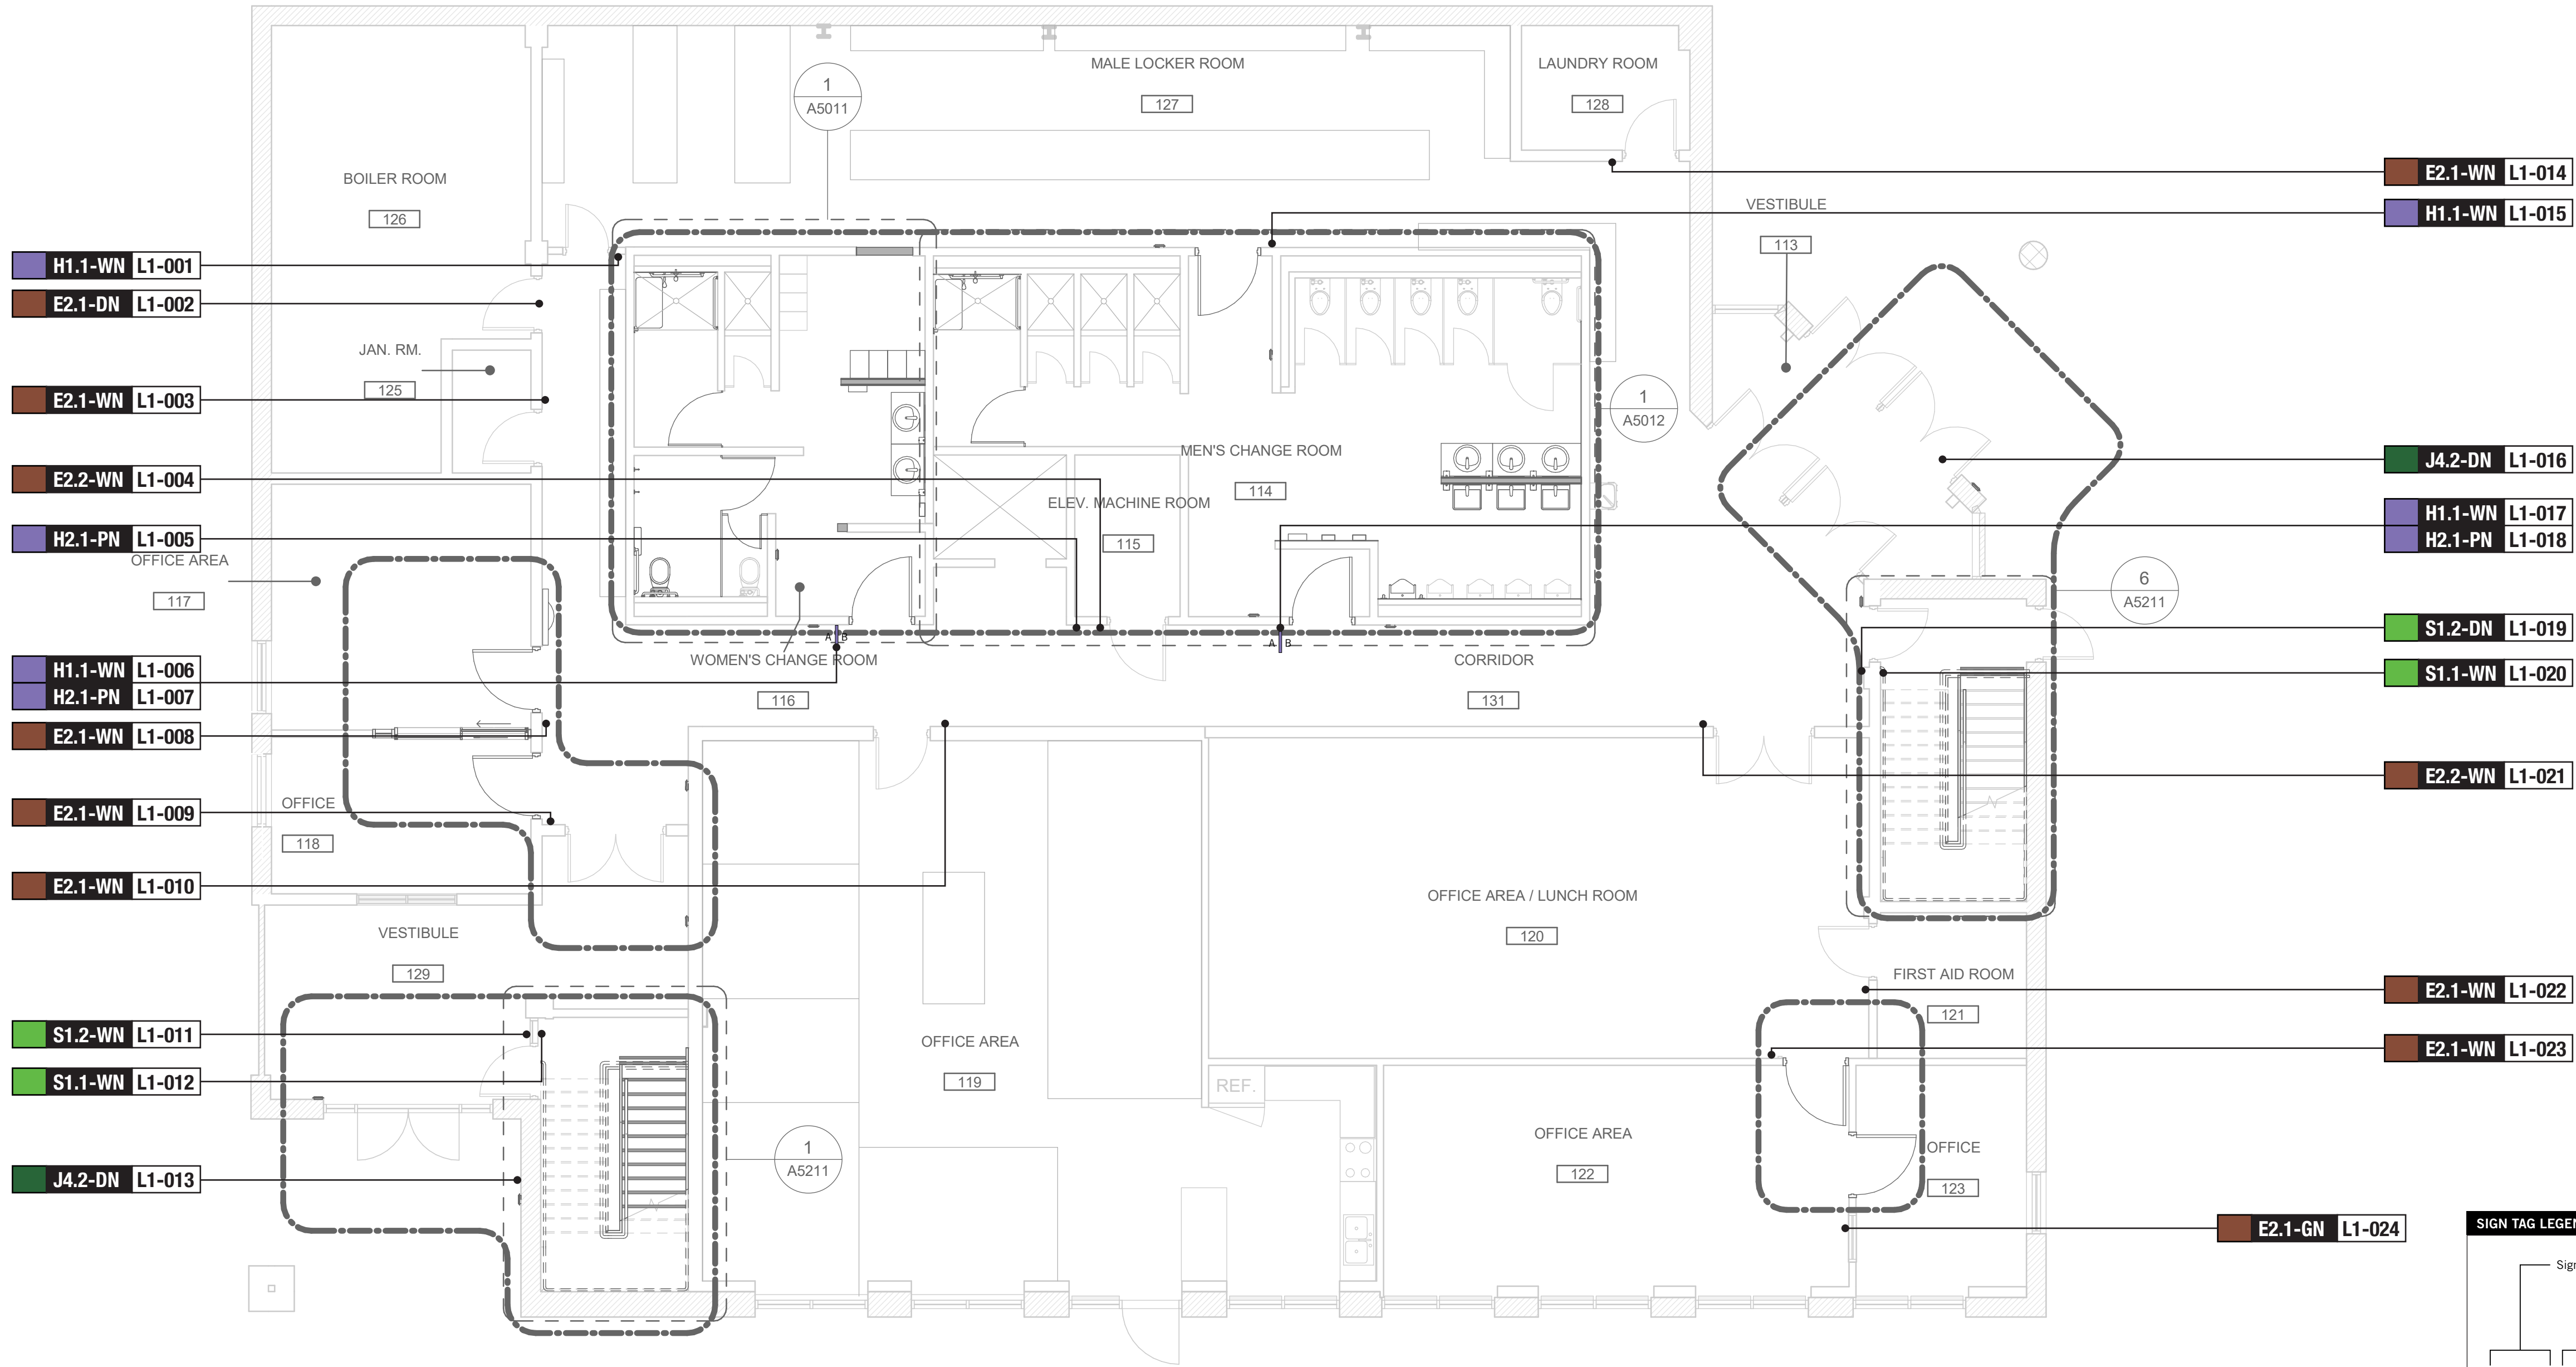 MALE LOCKER ROOM
127
LAUNDRY ROOM
128
1
A5011
BOILER ROOM
126
E2.1-WN L1-014
VESTIBULE
113
H1.1-WN L1-015
H1.1-WN L1-001
E2.1-DN L1-002
JAN. RM.
125
E2.1-WN L1-003
1
A5012
MEN'S CHANGE ROOM
114
J4.2-DN L1-016
E2.2-WN L1-004
ELEV. MACHINE ROOM
115
H1.1-WN L1-017
H2.1-PN L1-018
H2.1-PN L1-005
OFFICE AREA
117
6
A5211
S1.2-DN L1-019
A B
A B
WOMEN'S CHANGE ROOM
116
CORRIDOR
131
S1.1-WN L1-020
H1.1-WN L1-006
H2.1-PN L1-007
E2.1-WN L1-008
E2.2-WN L1-021
OFFICE
118
E2.1-WN L1-009
E2.1-WN L1-010
OFFICE AREA / LUNCH ROOM
120
VESTIBULE
129
FIRST AID ROOM
121
E2.1-WN L1-022
S1.2-WN L1-011
OFFICE AREA
119
E2.1-WN L1-023
S1.1-WN L1-012
REF.
OFFICE AREA
122
OFFICE
123
1
A5211
J4.2-DN L1-013
E2.1-GN L1-024
SIGN TAG LEGEN
Sig